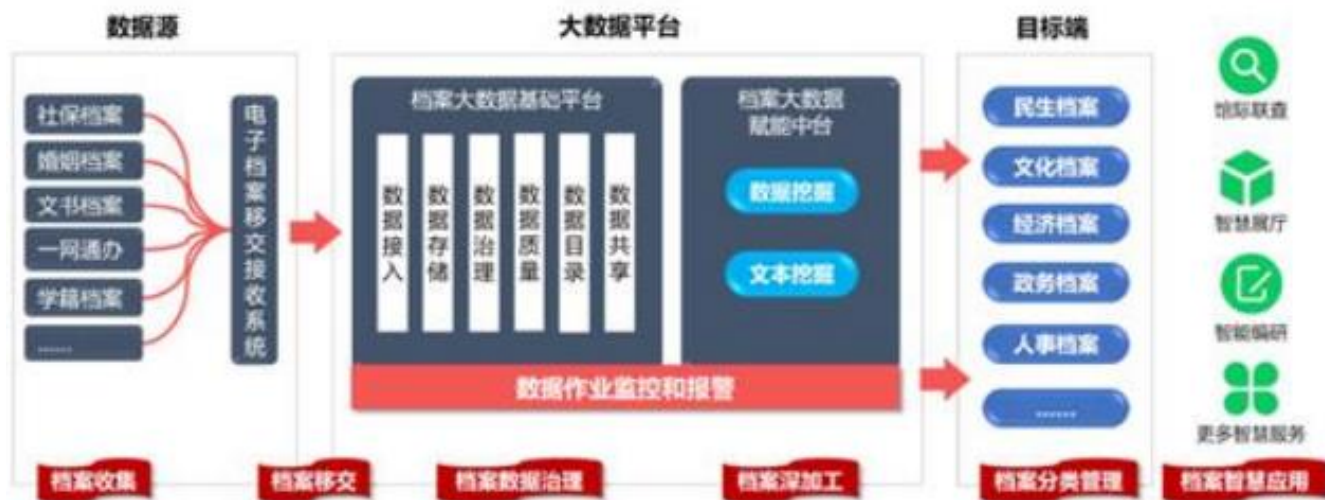 数据源
社保档案
婚姻档案
文书档案
一网通办
学籍档案
......
电子档案移交接收系统
大数据平台
档案大数据基础平台
数据接入
数据存储
数据治理
数据质量
数据目录
数据共享
档案大数据
赋能中台
数据挖掘
文本挖掘
数据作业监控和报警
目标端
民生档案
文化档案
经济档案
政务档案
人事档案
......
馆际联查
智慧展厅
智能编研
更多智慧服务
档案收集
档案移交
档案数据治理
档案深加工
档案分类管理
档案智慧应用